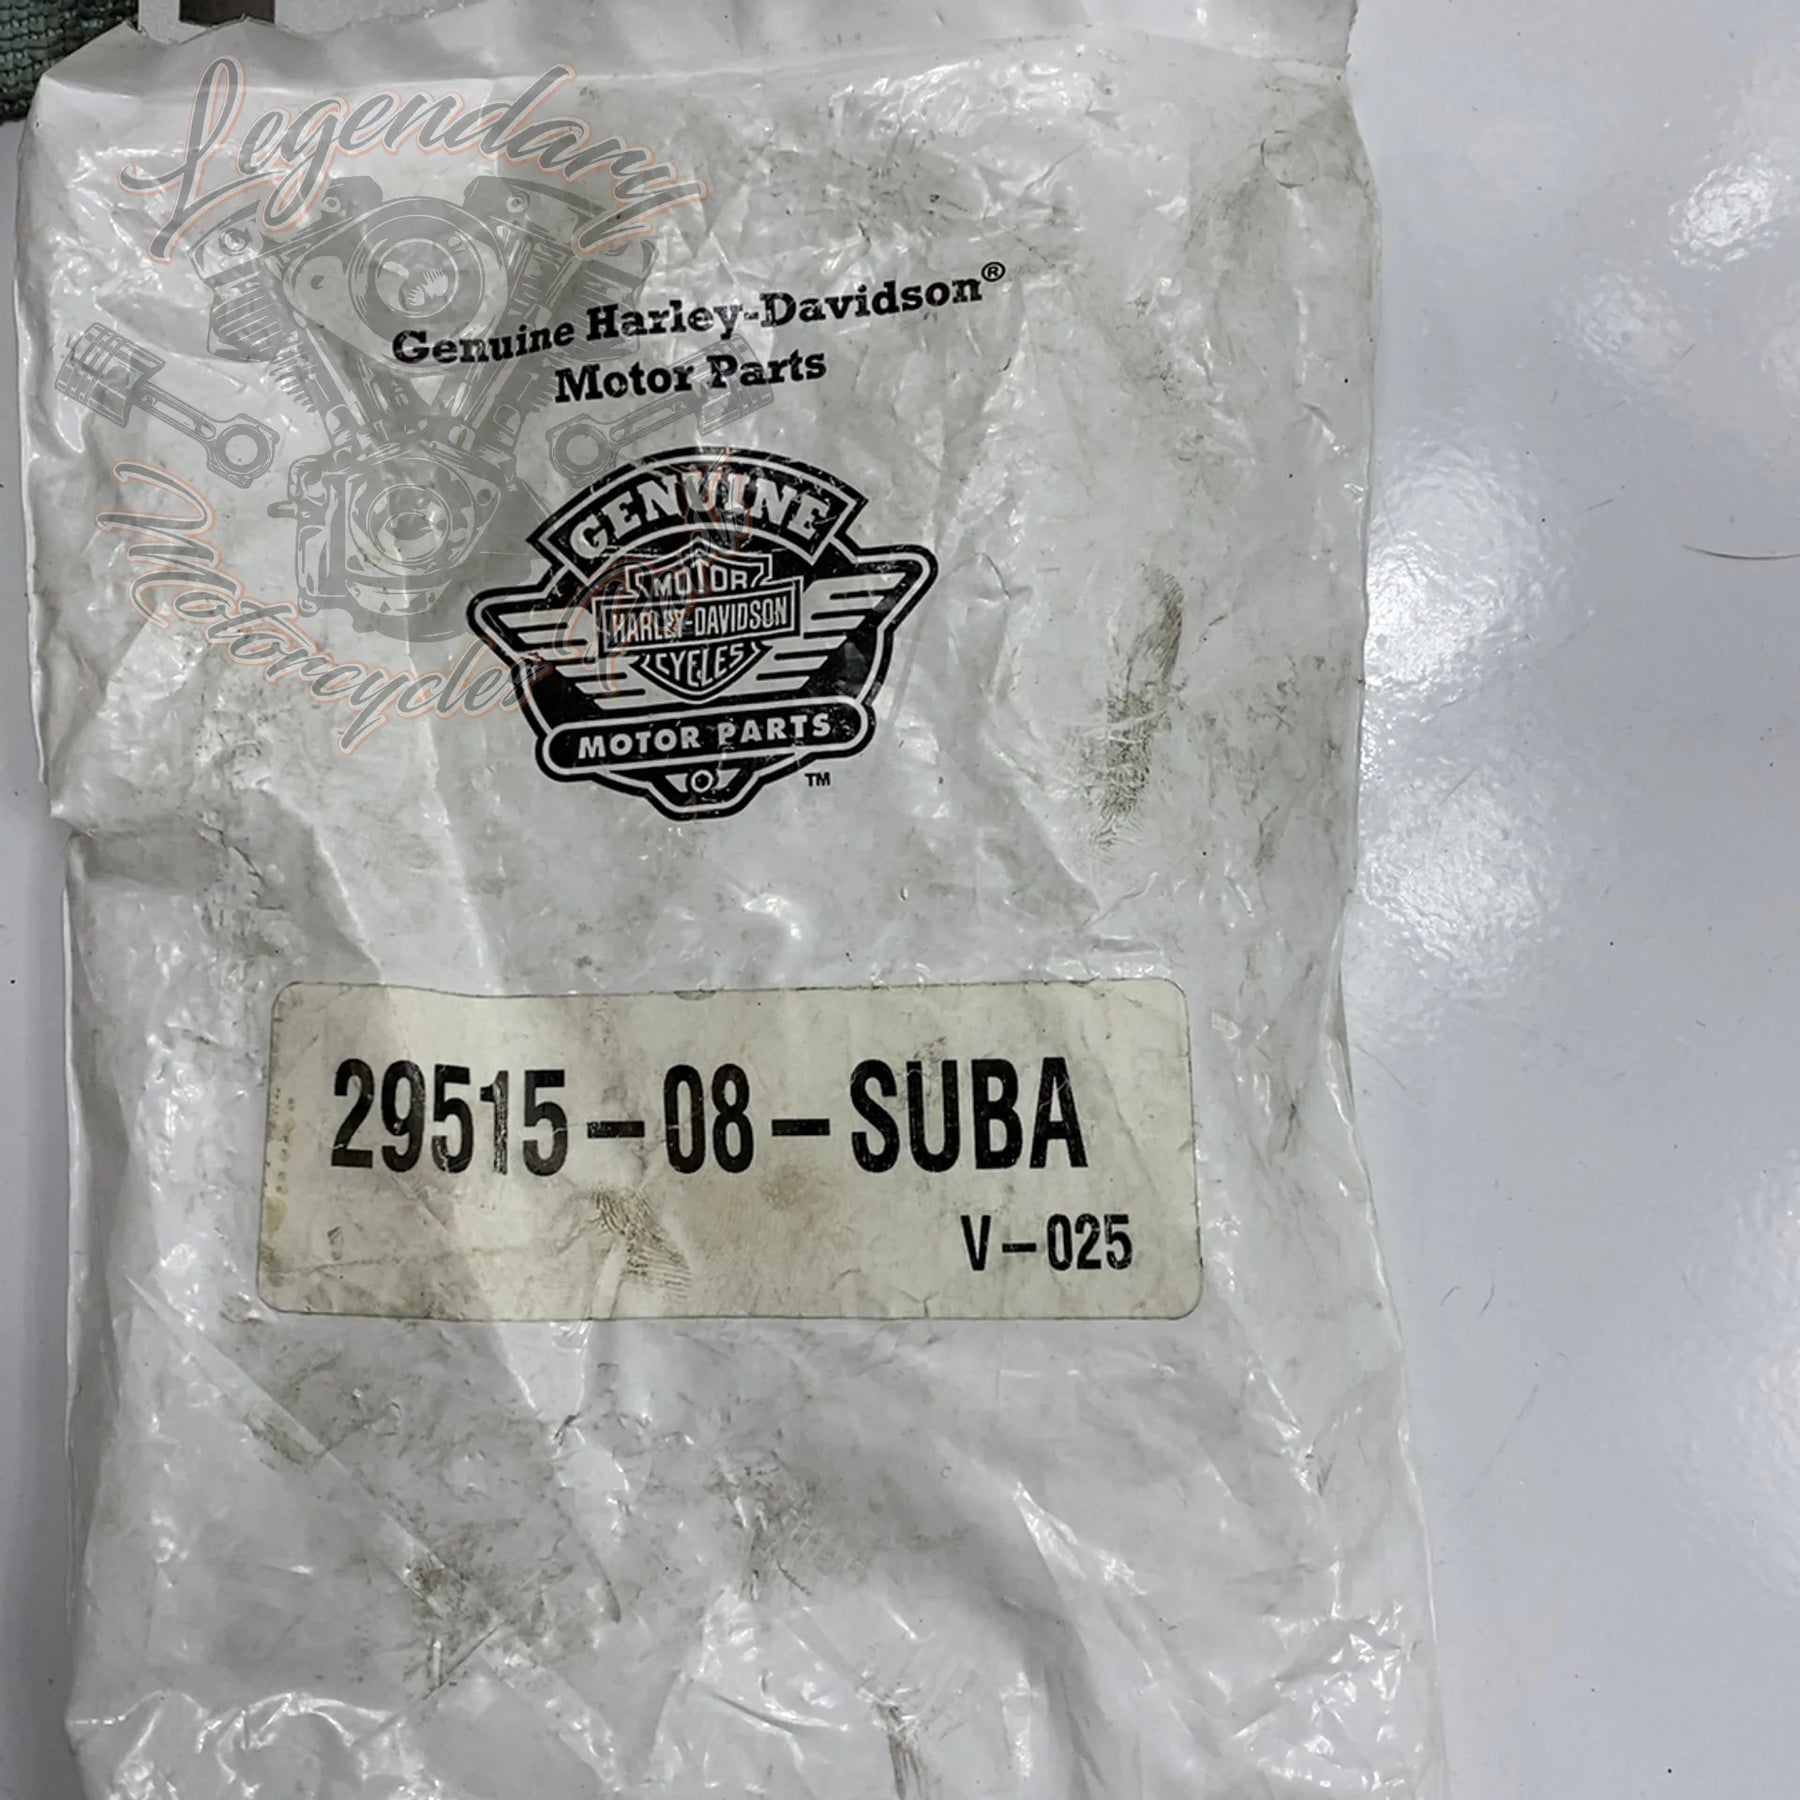 Legendary
Motorcycles
Genuine Harley-Davidson®
Motor Parts
GENUINE
MOTOR
HARLEY-DAVIDSON
CYCLES
MOTOR PARTS
TM
29515-08-SUBA
V-025